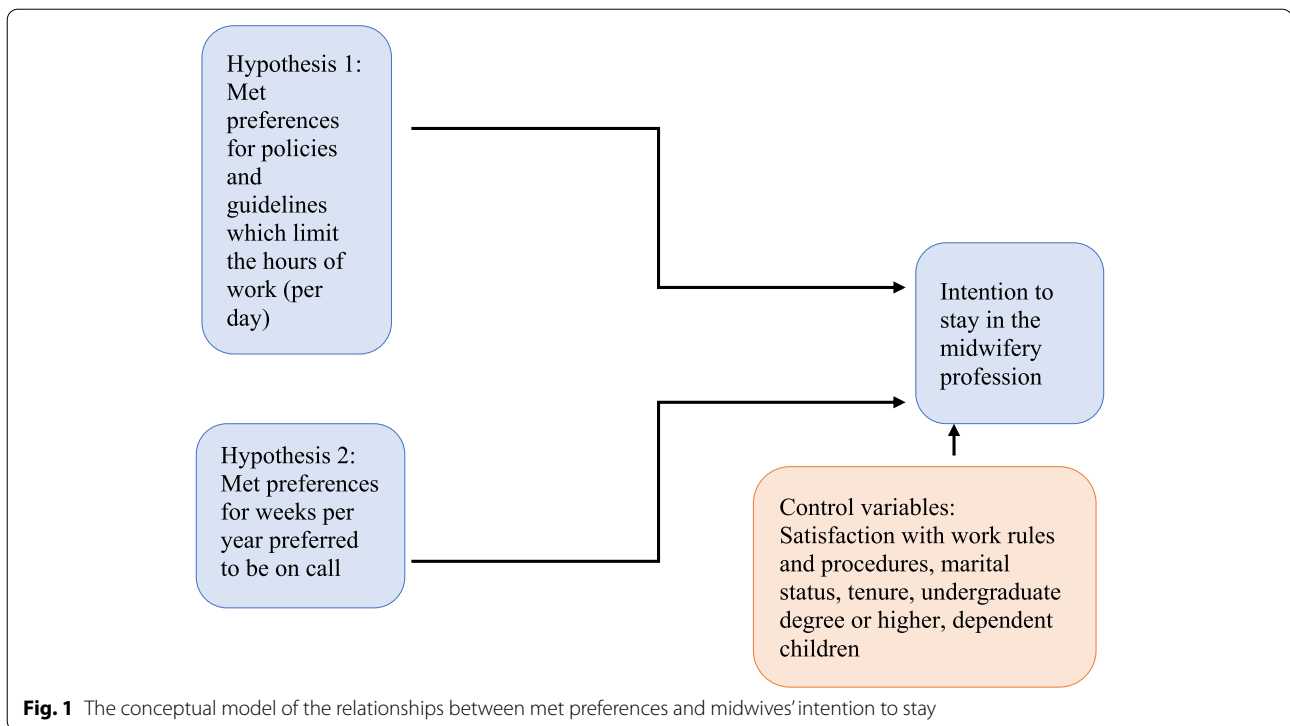 Hypothesis 1:
Met
preferences
for policies
and
guidelines
which limit
the hours of
work (per
day)
Intention to
stay in the
midwifery
profession
Hypothesis 2:
Met preferences
for weeks per
year preferred
to be on call
Control variables:
Satisfaction with work rules
and procedures, marital
status, tenure, undergraduate
degree or higher, dependent
children
Fig. 1 The conceptual model of the relationships between met preferences and midwives’ intention to stay